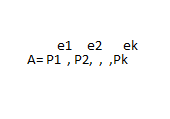 e1 e2 ek
A= P1 , P2, , ,Pk